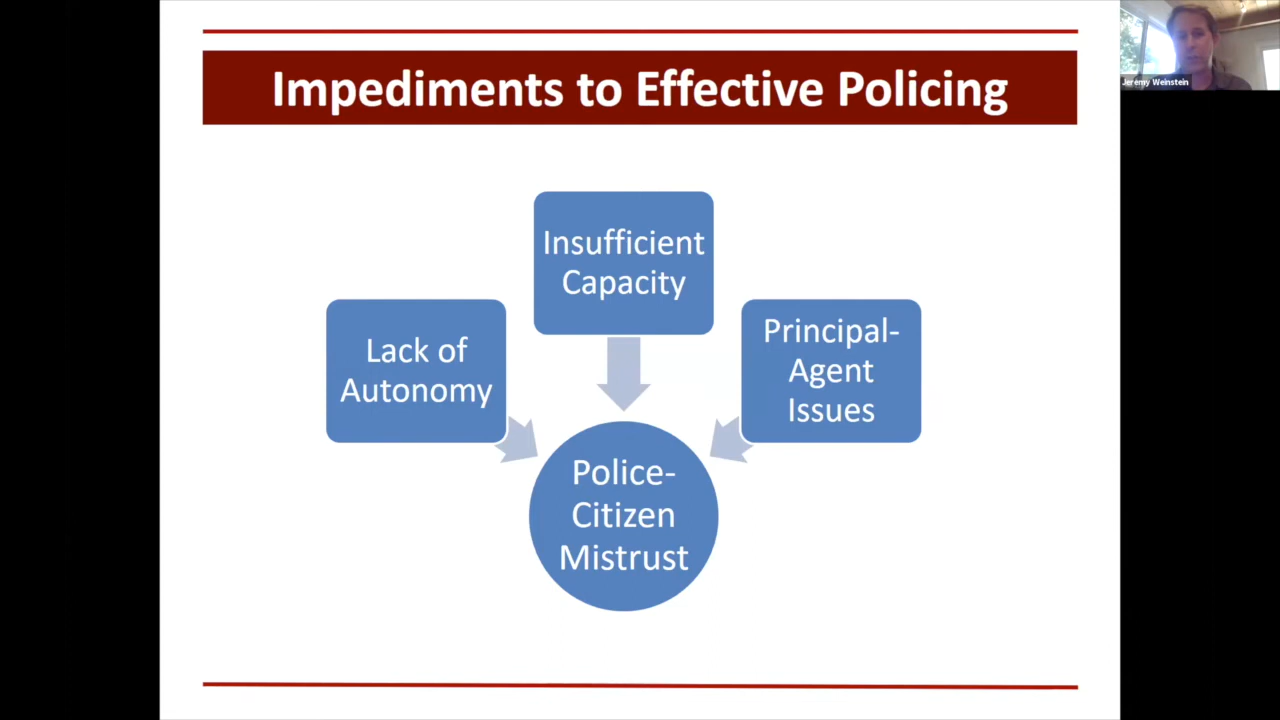 Impediments to Effective Policing
Jeremy Weinstein
Insufficient
Capacity
Lack of
Autonomy
Principal-
Agent
Issues
Police-
Citizen
Mistrust